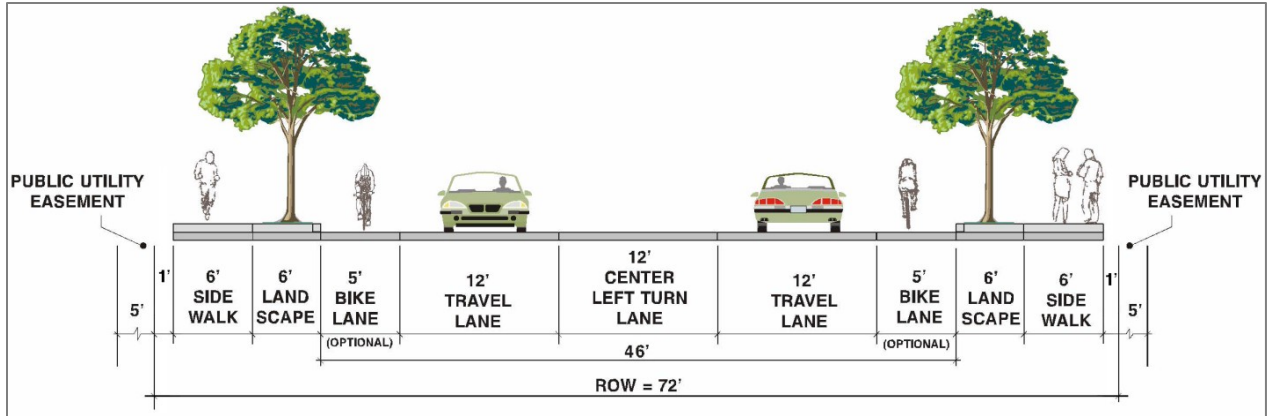 PUBLIC UTILITY
EASEMENT
PUBLIC UTILITY
EASEMENT
5'
1'
6'
SIDE
WALK
6'
LAND
SCAPE
5'
BIKE
LANE
(OPTIONAL)
12'
TRAVEL
LANE
12'
CENTER
LEFT TURN
LANE
12'
TRAVEL
LANE
5'
BIKE
LANE
(OPTIONAL)
6'
LAND
SCAPE
6'
SIDE
WALK
1'
5'
46'
ROW = 72'